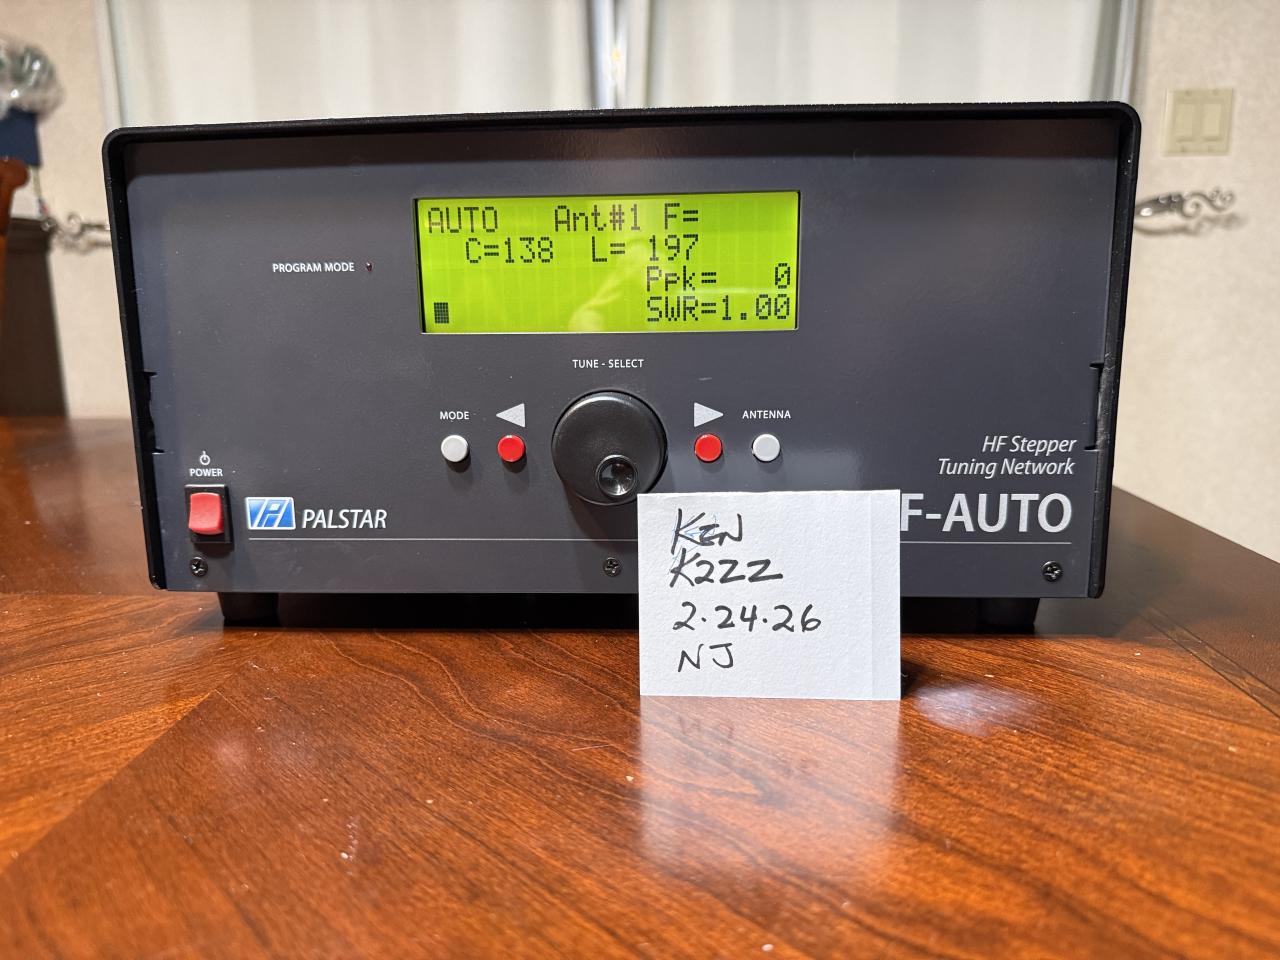 AUTO Ant#1 F=
C=138 L= 197
Ppk= 0
SWR=1.00
PROGRAM MODE
TUNE - SELECT
MODE
ANTENNA
POWER
PALSTAR
HF Stepper
Tuning Network
F-AUTO
KEN
K2ZZ
2.24.26
NJ